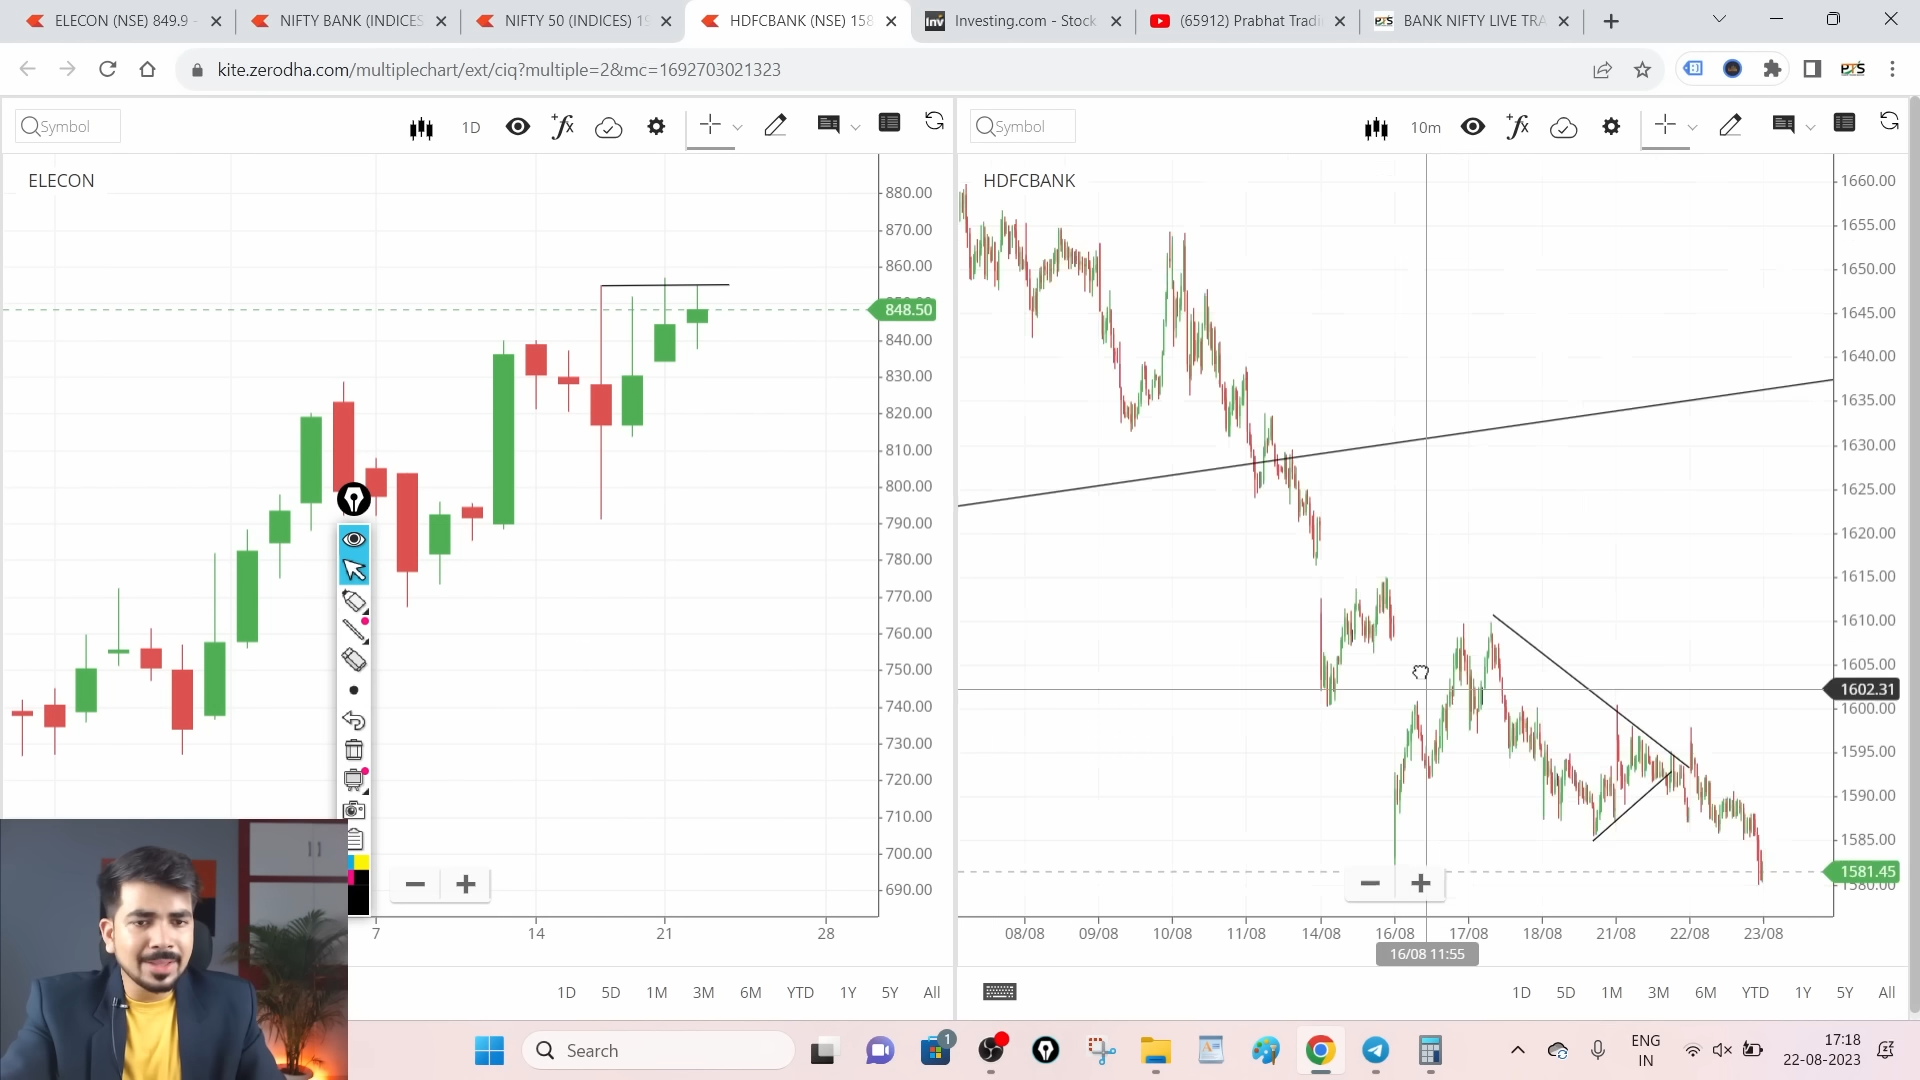 ELECON (NSE) 849.9 -
NIFTY BANK (INDICES
NIFTY 50 (INDICES) 19
HDFCBANK (NSE) 158
Inv
Investing.com - Stock
(65912) Prabhat Tradi
PTS
BANK NIFTY LIVE TRA
kite.zerodha.com/multiplechart/ext/ciq?multiple=2&mc=1692703021323
PTS
Symbol
1D
fx
Symbol
10m
fx
ELECON
880.00
870.00
860.00
848.50
840.00
830.00
820.00
810.00
800.00
790.00
780.00
770.00
760.00
750.00
740.00
730.00
720.00
710.00
700.00
690.00
7
14
21
28
HDFCBANK
1660.00
1655.00
1650.00
1645.00
1640.00
1635.00
1630.00
1625.00
1620.00
1615.00
1610.00
1605.00
1602.31
1600.00
1595.00
1590.00
1585.00
1581.45
1580.00
08/08
09/08
10/08
11/08
14/08
16/08
17/08
18/08
21/08
22/08
23/08
16/08 11:55
1D 5D 1M 3M 6M YTD 1Y 5Y All
1D 5D 1M 3M 6M YTD 1Y 5Y All
Search
1
ENG
IN
17:18
22-08-2023